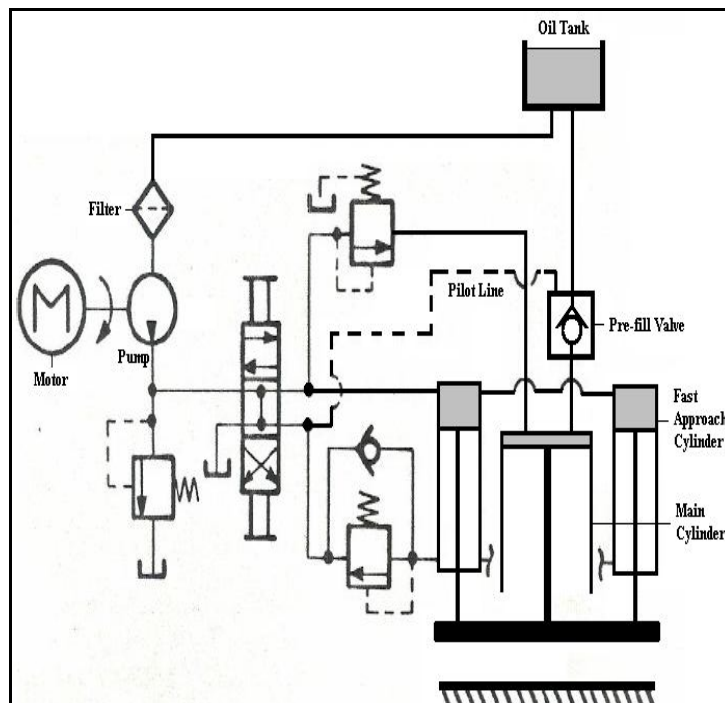 Oil Tank
Filter
Pilot Line
Pre-fill Valve
M
Pump
Motor
Fast
Approach
Cylinder
Main
Cylinder